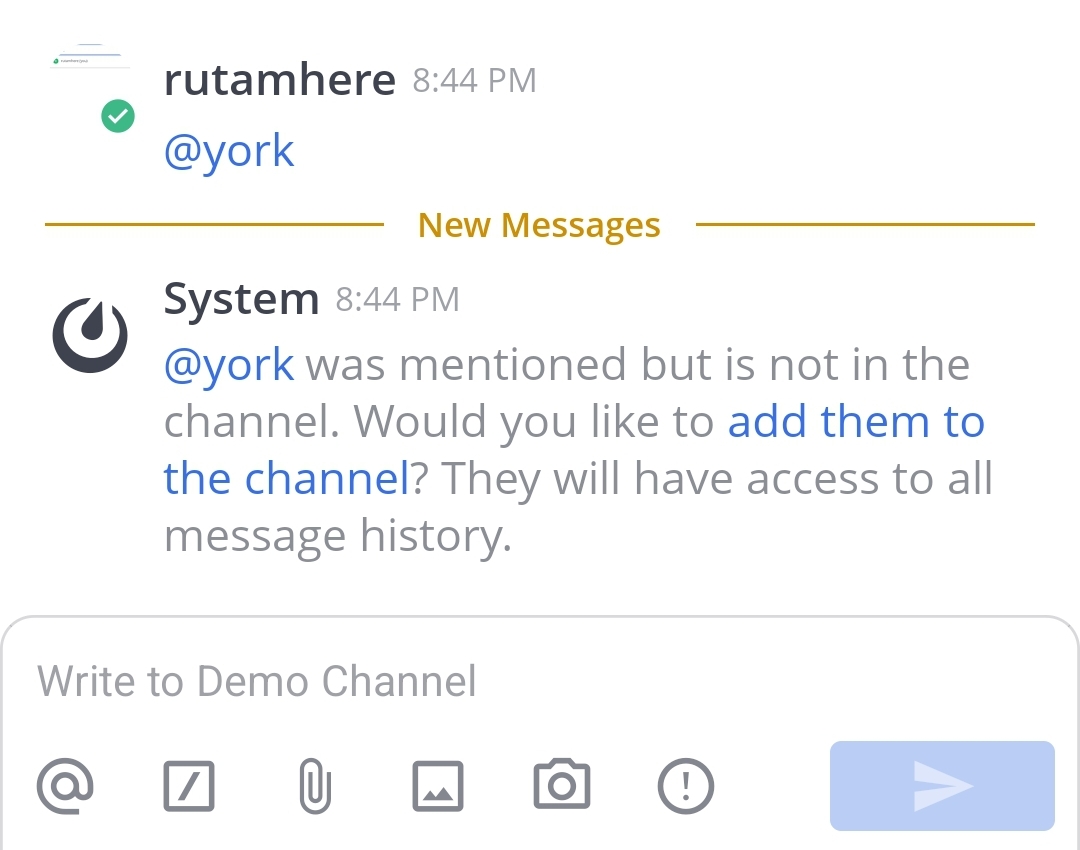 rutamhere 8:44 PM
@york
New Messages
System 8:44 PM
@york was mentioned but is not in the
channel. Would you like to add them to
the channel? They will have access to all
message history.
Write to Demo Channel